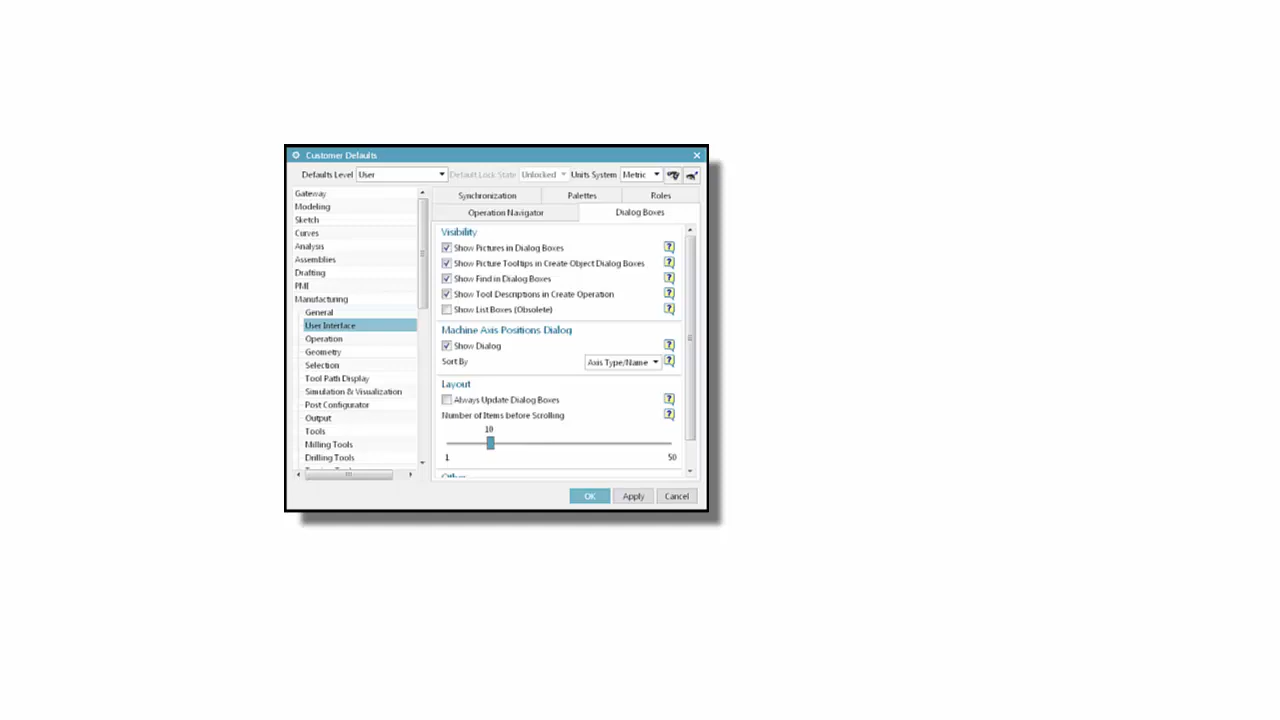 Customer Defaults
Defaults Level User Default Lock State Unlocked Units System Metric
Gateway
Modeling
Sketch
Curves
Analysis
Assemblies
Drafting
PMI
Manufacturing
General
User Interface
Operation
Geometry
Selection
Tool Path Display
Simulation & Visualization
Post Configurator
Output
Tools
Milling Tools
Drilling Tools
Synchronization Palettes Roles
Operation Navigator Dialog Boxes
Visibility
Show Pictures in Dialog Boxes
Show Picture Tooltips in Create Object Dialog Boxes
Show Find in Dialog Boxes
Show Tool Descriptions in Create Operation
Show List Boxes (Obsolete)
Machine Axis Positions Dialog
Show Dialog
Sort By Axis Type/Name
Layout
Always Update Dialog Boxes
Number of Items before Scrolling
10
1 50
OK Apply Cancel